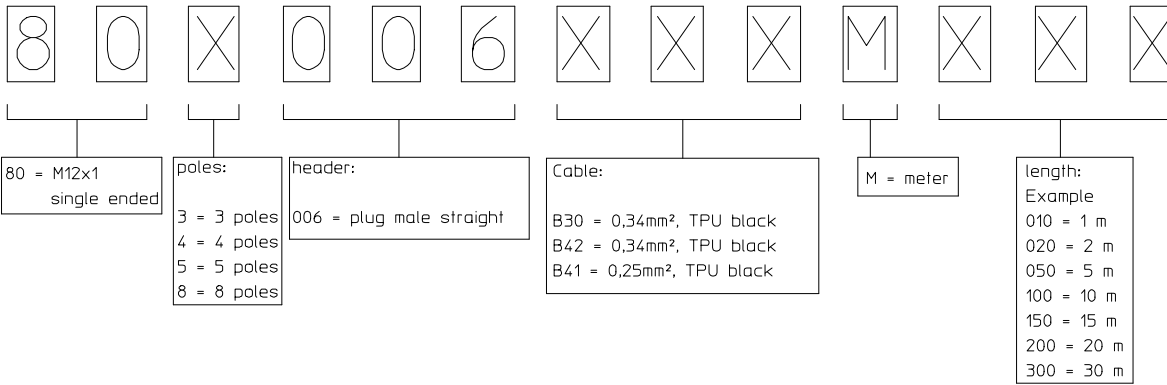 8 0 X 0 0 6 X X X M X X X
80 = M12x1
single ended
poles:
3 = 3 poles
4 = 4 poles
5 = 5 poles
8 = 8 poles
header:
006 = plug male straight
Cable:
B30 = 0,34mm², TPU black
B42 = 0,34mm², TPU black
B41 = 0,25mm², TPU black
M = meter
length:
Example
010 = 1 m
020 = 2 m
050 = 5 m
100 = 10 m
150 = 15 m
200 = 20 m
300 = 30 m